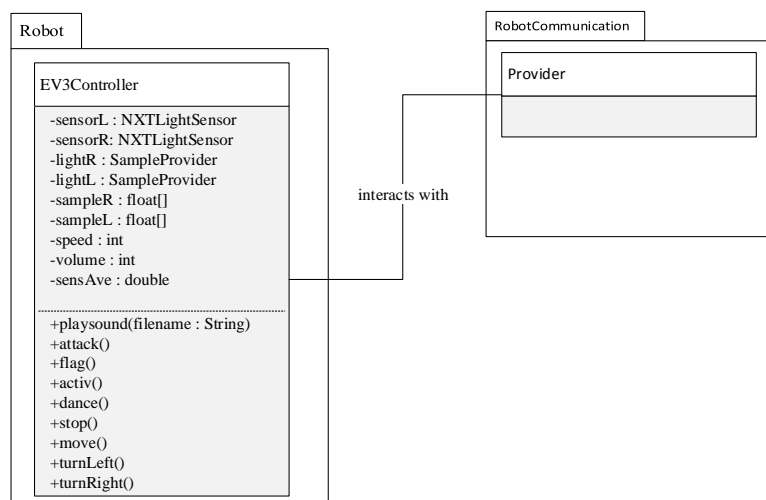 Robot
EV3Controller
-sensorL : NXTLightSensor
-sensorR: NXTLightSensor
-lightR : SampleProvider
-lightL : SampleProvider
-sampleR : float[]
-sampleL : float[]
-speed : int
-volume : int
-sensAve : double
+playsound(filename : String)
+attack()
+flag()
+activ()
+dance()
+stop()
+move()
+turnLeft()
+turnRight()
interacts with
RobotCommunication
Provider